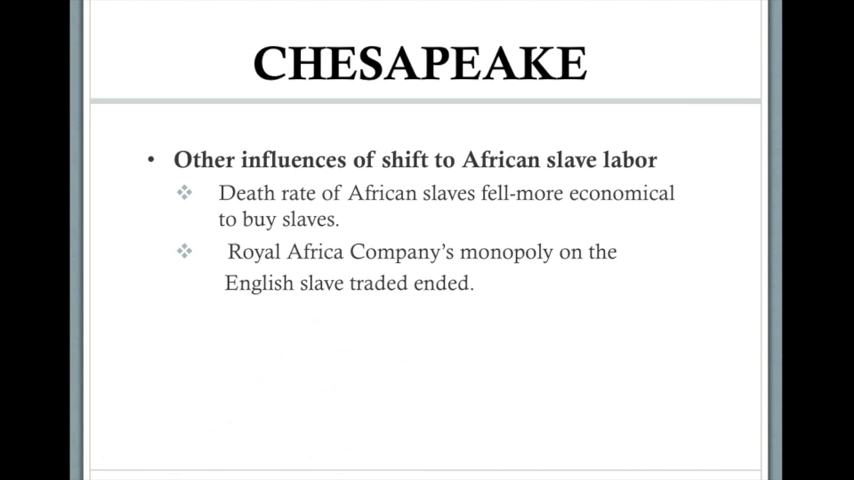 CHESAPEAKE
• Other influences of shift to African slave labor
❖ Death rate of African slaves fell-more economical
to buy slaves.
❖ Royal Africa Company's monopoly on the
English slave traded ended.